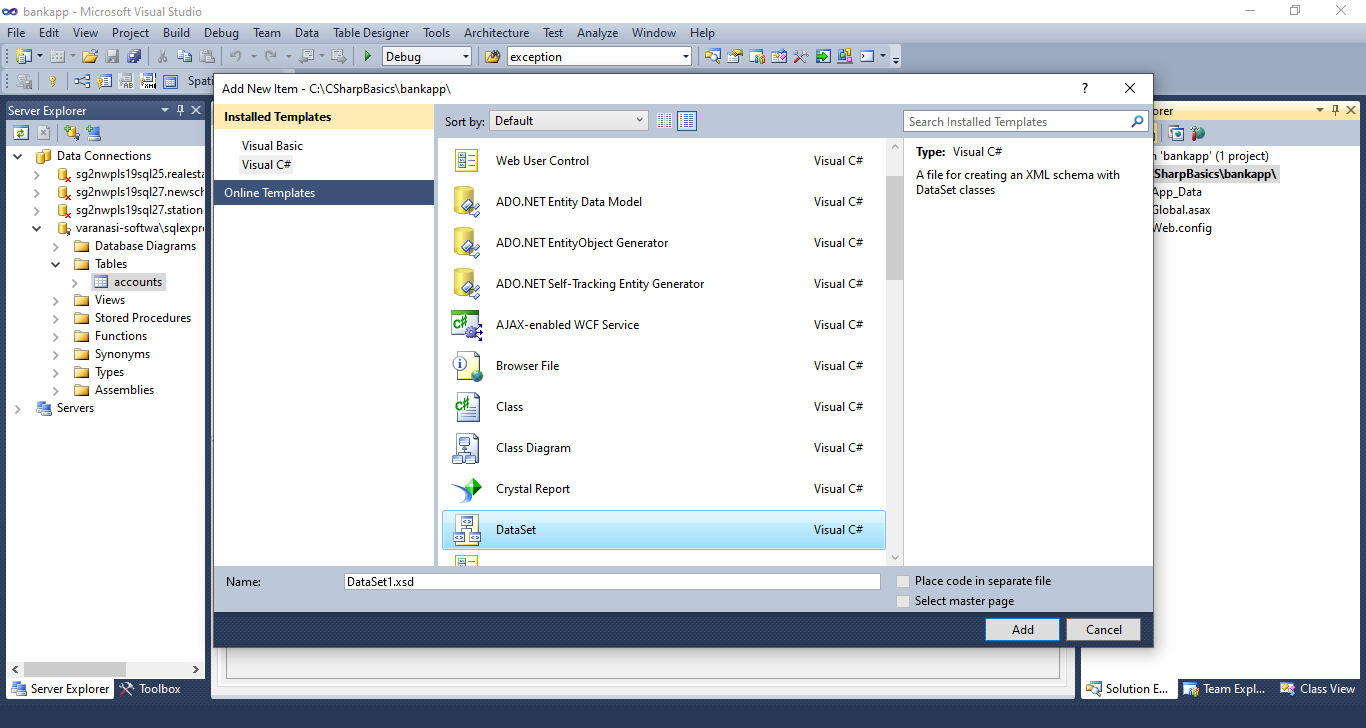 bankapp - Microsoft Visual Studio
File Edit View Project Build Debug Team Data Table Designer Tools Architecture Test Analyze Window Help
Debug exception
Spati
Add New Item - C:\CSharpBasics\bankapp\
?
Server Explorer
Data Connections
sg2nwpls19sql25.realesta
sg2nwpls19sql27.newsch
sg2nwpls19sql27.station
varanasi-softwa\sqlexpre
Database Diagrams
Tables
accounts
Views
Stored Procedures
Functions
Synonyms
Types
Assemblies
Servers
Server Explorer Toolbox
Installed Templates
Visual Basic
Visual C#
Online Templates
Sort by: Default
Search Installed Templates
Web User Control Visual C#
ADO.NET Entity Data Model Visual C#
ADO.NET EntityObject Generator Visual C#
ADO.NET Self-Tracking Entity Generator Visual C#
AJAX-enabled WCF Service Visual C#
Browser File Visual C#
Class Visual C#
Class Diagram Visual C#
Crystal Report Visual C#
DataSet Visual C#
Type: Visual C#
A file for creating an XML schema with
DataSet classes
Name: DataSet1.xsd
Place code in separate file
Select master page
Add Cancel
orer
n 'bankapp' (1 project)
SharpBasics\bankapp\
App_Data
Global.asax
Web.config
Solution E... Team Expl... Class View